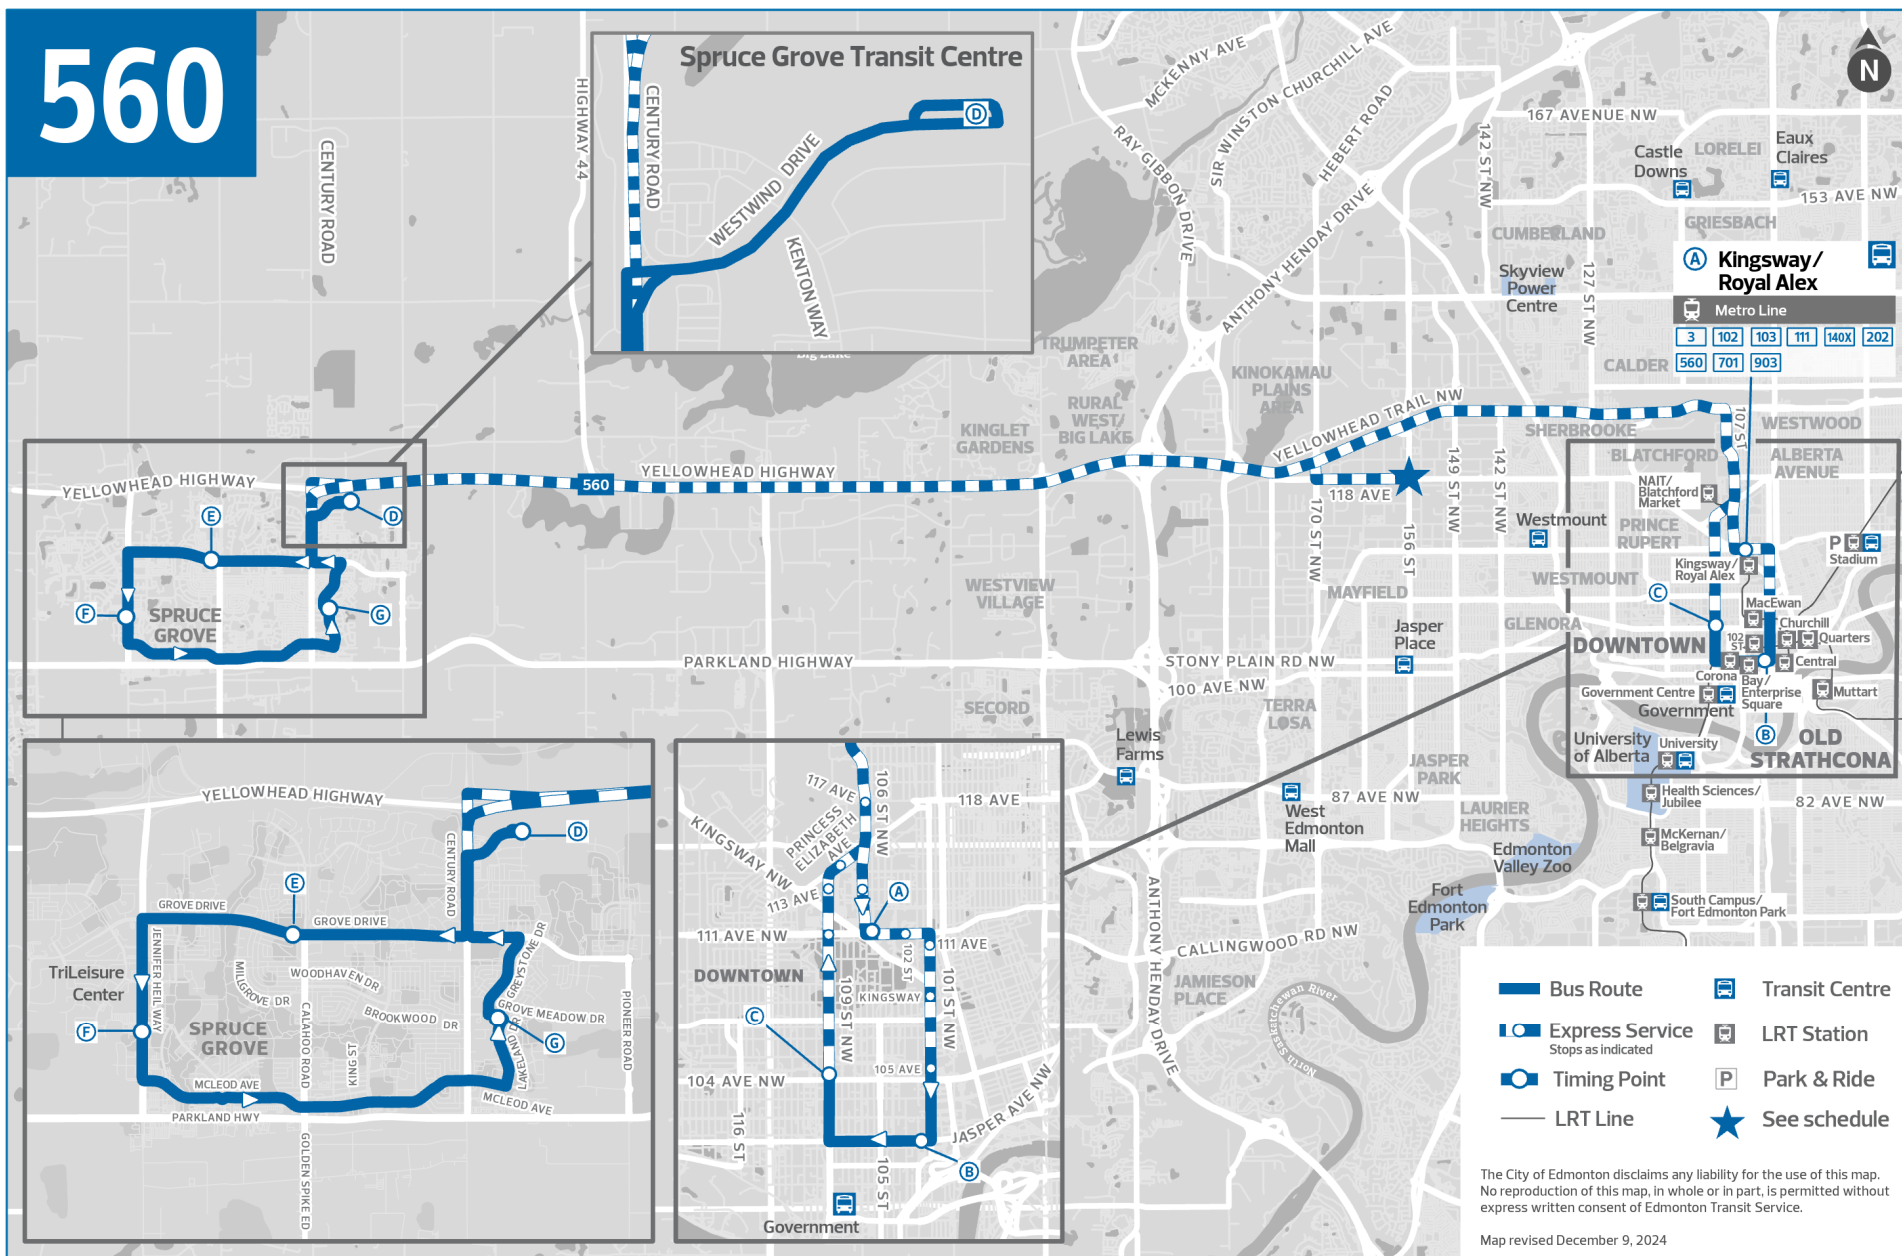 560
Spruce Grove Transit Centre
CENTURY ROAD
WESTWIND DRIVE
KENTON WAY
D
N
HIGHWAY 44
CENTURY ROAD
MCKENNY AVE
SIR WINSTON CHURCHILL AVE
RAY GIBBON DRIVE
HEBERT ROAD
ANTHONY HENDAY DRIVE
142 ST NW
167 AVENUE NW
Castle
Downs
LORELEI
Eaux
Claires
153 AVE NW
GRIESBACH
CUMBERLAND
Skyview
Power
Centre
127 ST NW
A
Kingsway/
Royal Alex
Metro Line
3
102
103
111
140X
202
560
701
903
CALDER
Big Lake
TRUMPETER
AREA
KINOKAMAU
PLAINS
AREA
RURAL
WEST/
BIG LAKE
KINGLET
GARDENS
YELLOWHEAD TRAIL NW
SHERBROOKE
107 ST
WESTWOOD
BLATCHFORD
ALBERTA
AVENUE
YELLOWHEAD HIGHWAY
560
YELLOWHEAD HIGHWAY
118 AVE
149 ST NW
142 ST NW
170 ST NW
156 ST
NAIT/
Blatchford
Market
PRINCE
RUPERT
Westmount
P
Stadium
Kingsway/
Royal Alex
E
D
F
G
SPRUCE
GROVE
WESTVIEW
VILLAGE
MAYFIELD
WESTMOUNT
GLENORA
C
MacEwan
Churchill
Quarters
102
ST
Central
DOWNTOWN
Corona
Bay/
Enterprise
Square
Muttart
Government Centre
Government
B
Jasper
Place
PARKLAND HIGHWAY
STONY PLAIN RD NW
100 AVE NW
SECORD
TERRA
LOSA
University
of Alberta
University
OLD
STRATHCONA
Lewis
Farms
JASPER
PARK
Health Sciences/
Jubilee
82 AVE NW
West
Edmonton
Mall
87 AVE NW
LAURIER
HEIGHTS
McKernan/
Belgravia
Edmonton
Valley Zoo
Fort
Edmonton
Park
South Campus/
Fort Edmonton Park
CALLINGWOOD RD NW
JAMIESON
PLACE
ANTHONY HENDAY DRIVE
North Saskatchewan River
YELLOWHEAD HIGHWAY
CENTURY ROAD
D
E
GROVE DRIVE
GROVE DRIVE
JENNIFER HEIL WAY
TriLeisure
Center
F
MILLGROVE DR
WOODHAVEN DR
BROOKWOOD DR
GREYSTONE DR
GROVE MEADOW DR
G
LAKELAND DR
SPRUCE
GROVE
CALAHOO ROAD
KING ST
PIONEER ROAD
MCLEOD AVE
MCLEOD AVE
PARKLAND HWY
GOLDEN SPIKE ED
117 AVE
106 ST NW
118 AVE
PRINCESS
ELIZABETH
AVE
KINGSWAY NW
113 AVE
A
111 AVE NW
111 AVE
102 ST
DOWNTOWN
KINGSWAY
109 ST NW
101 ST NW
C
105 AVE
104 AVE NW
JASPER AVE NW
116 ST
105 ST
B
Government
Bus Route
Express Service
Stops as indicated
Timing Point
LRT Line
Transit Centre
LRT Station
P
Park & Ride
See schedule
The City of Edmonton disclaims any liability for the use of this map.
No reproduction of this map, in whole or in part, is permitted without
express written consent of Edmonton Transit Service.
Map revised December 9, 2024